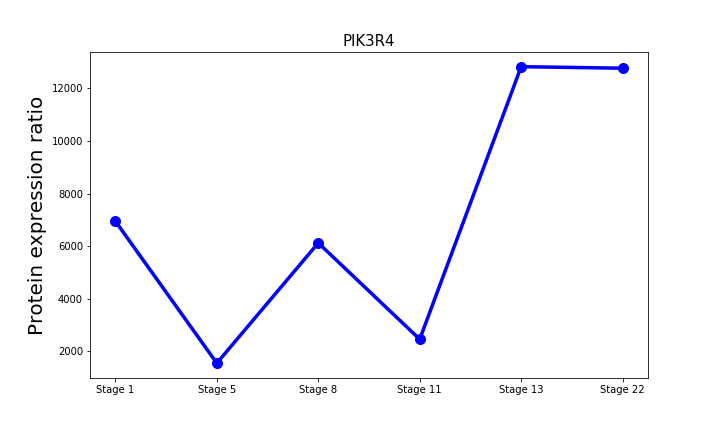 PIK3R4
Protein expression ratio
12000
10000
8000
6000
4000
2000
Stage 1 Stage 5 Stage 8 Stage 11 Stage 13 Stage 22